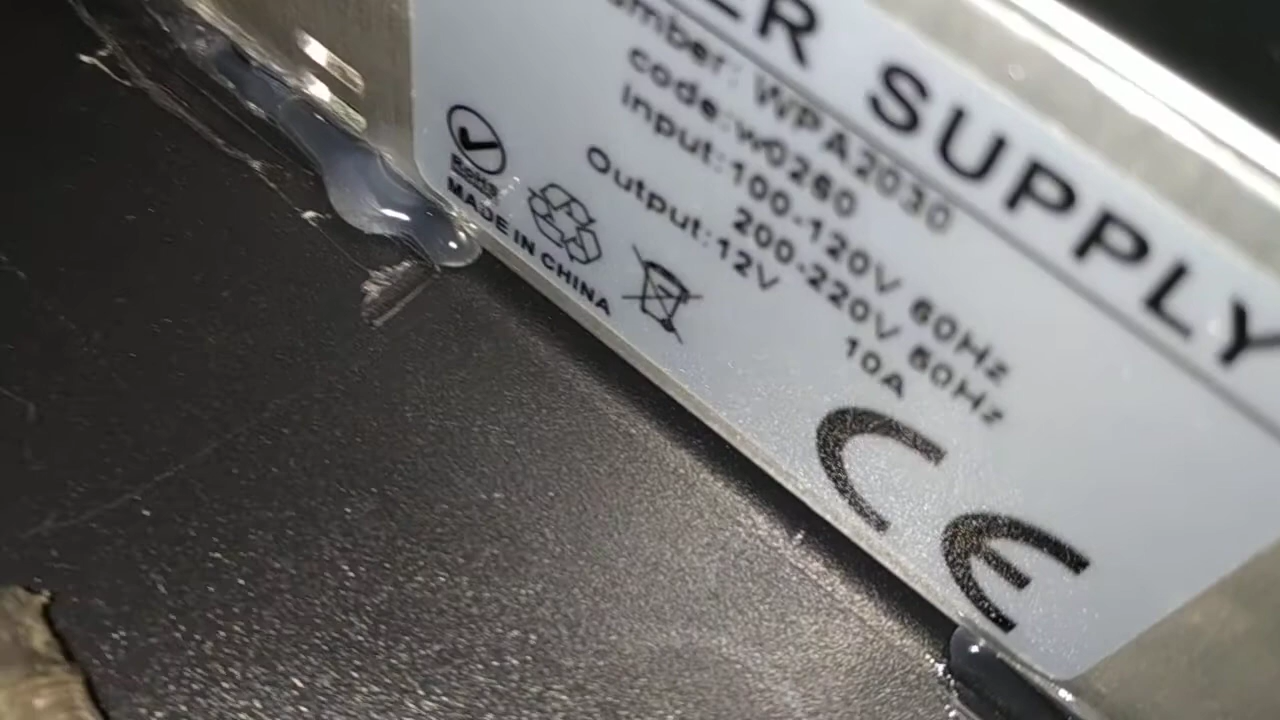 ER SUPPLY
umber: WPA2030
code:w0260
Input:100-120V 60Hz
200-220V 50Hz
Output:12V 10A
RoHS
MADE IN CHINA
CE